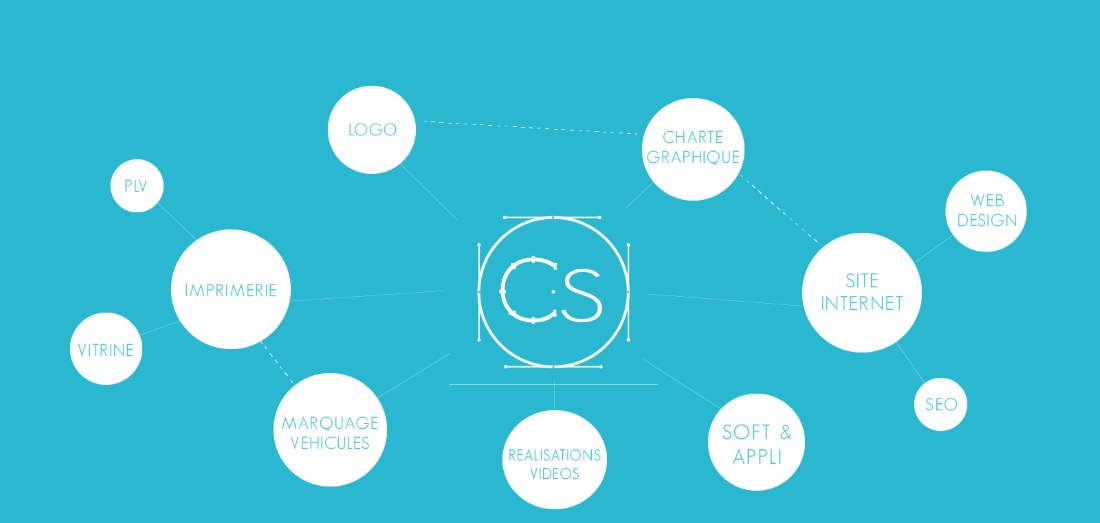 LOGO
CHARTE
GRAPHIQUE
PLV
WEB
DESIGN
IMPRIMERIE
Cs
SITE
INTERNET
VITRINE
SEO
MARQUAGE
VEHICULES
REALISATIONS
VIDEOS
SOFT &
APPLI